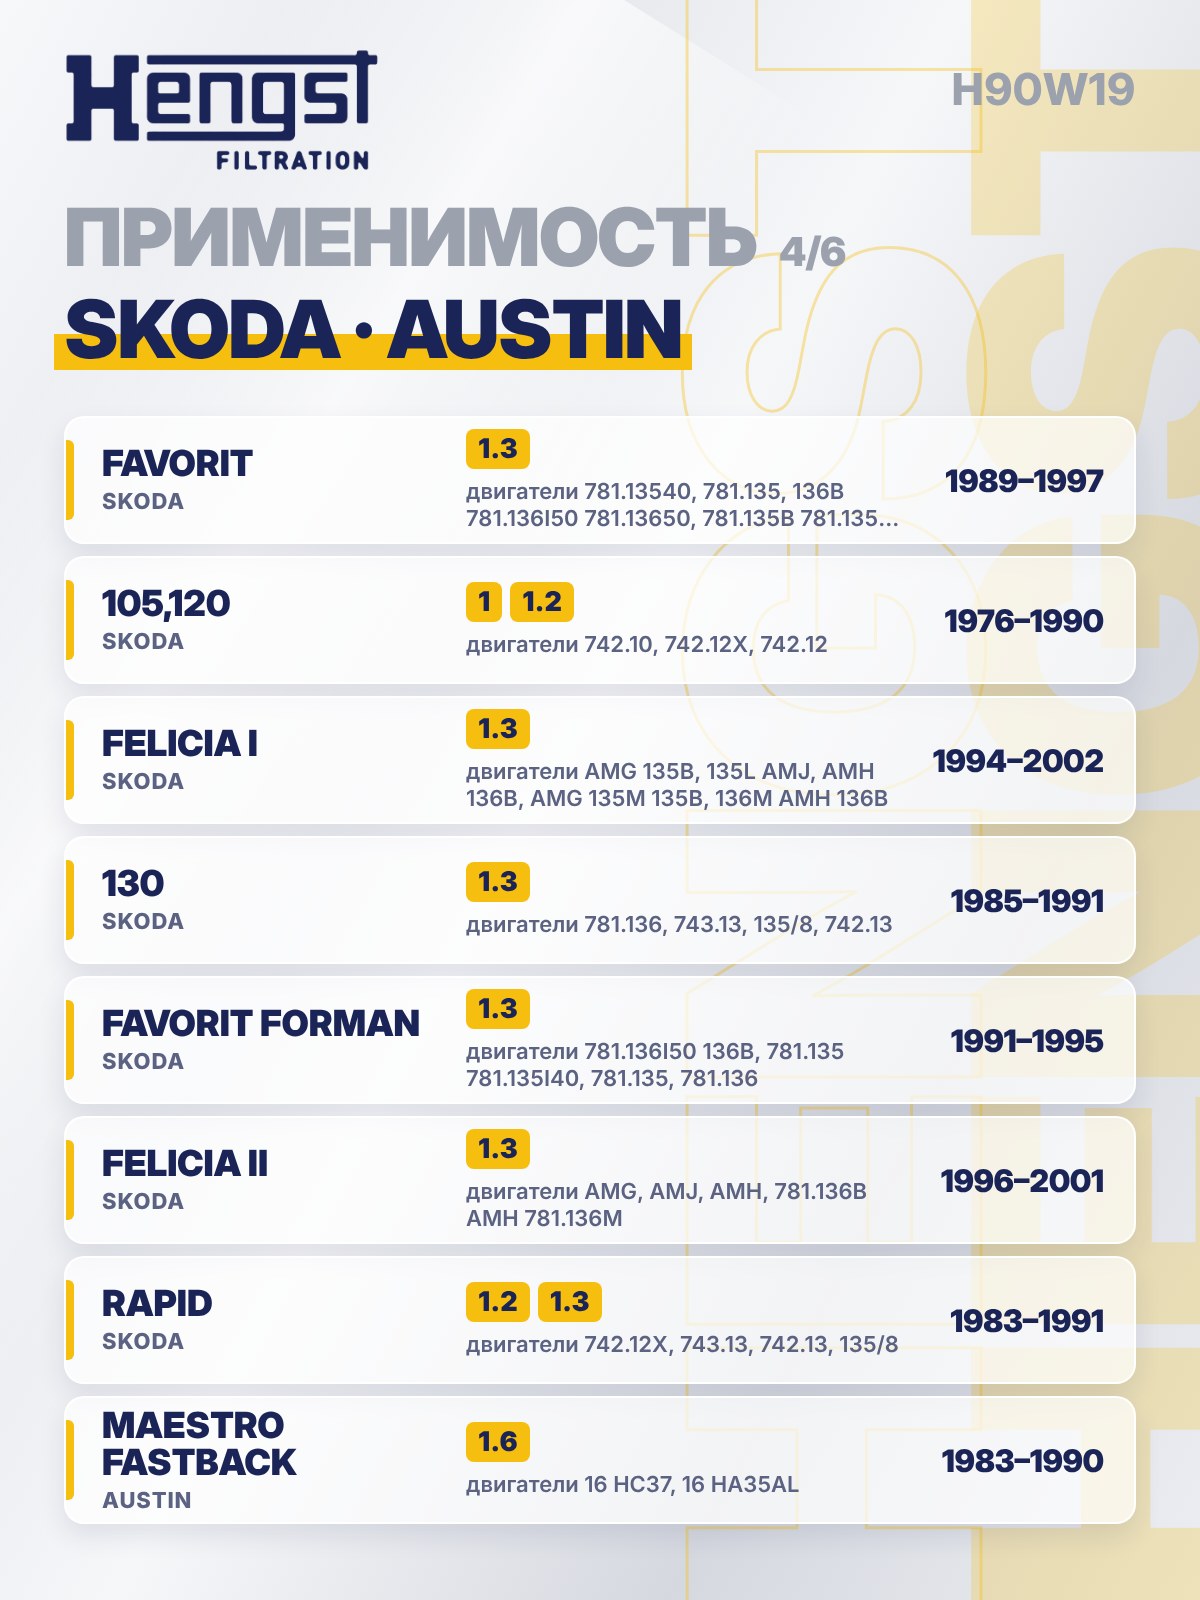 Hengst
FILTRATION
H90W19
ПРИМЕНИМОСТЬ 4/6
SKODA · AUSTIN
FAVORIT
SKODA
1.3
двигатели 781.13540, 781.135, 136B
781.136I50 781.13650, 781.135B 781.135...
1989–1997
105,120
SKODA
1 1.2
двигатели 742.10, 742.12X, 742.12
1976–1990
FELICIA I
SKODA
1.3
двигатели AMG 135B, 135L AMJ, AMH
136B, AMG 135M 135B, 136M AMH 136B
1994–2002
130
SKODA
1.3
двигатели 781.136, 743.13, 135/8, 742.13
1985–1991
FAVORIT FORMAN
SKODA
1.3
двигатели 781.136I50 136B, 781.135
781.135I40, 781.135, 781.136
1991–1995
FELICIA II
SKODA
1.3
двигатели AMG, AMJ, AMH, 781.136B
AMH 781.136M
1996–2001
RAPID
SKODA
1.2 1.3
двигатели 742.12X, 743.13, 742.13, 135/8
1983–1991
MAESTRO
FASTBACK
AUSTIN
1.6
двигатели 16 HC37, 16 HA35AL
1983–1990
HENGST
HENGST